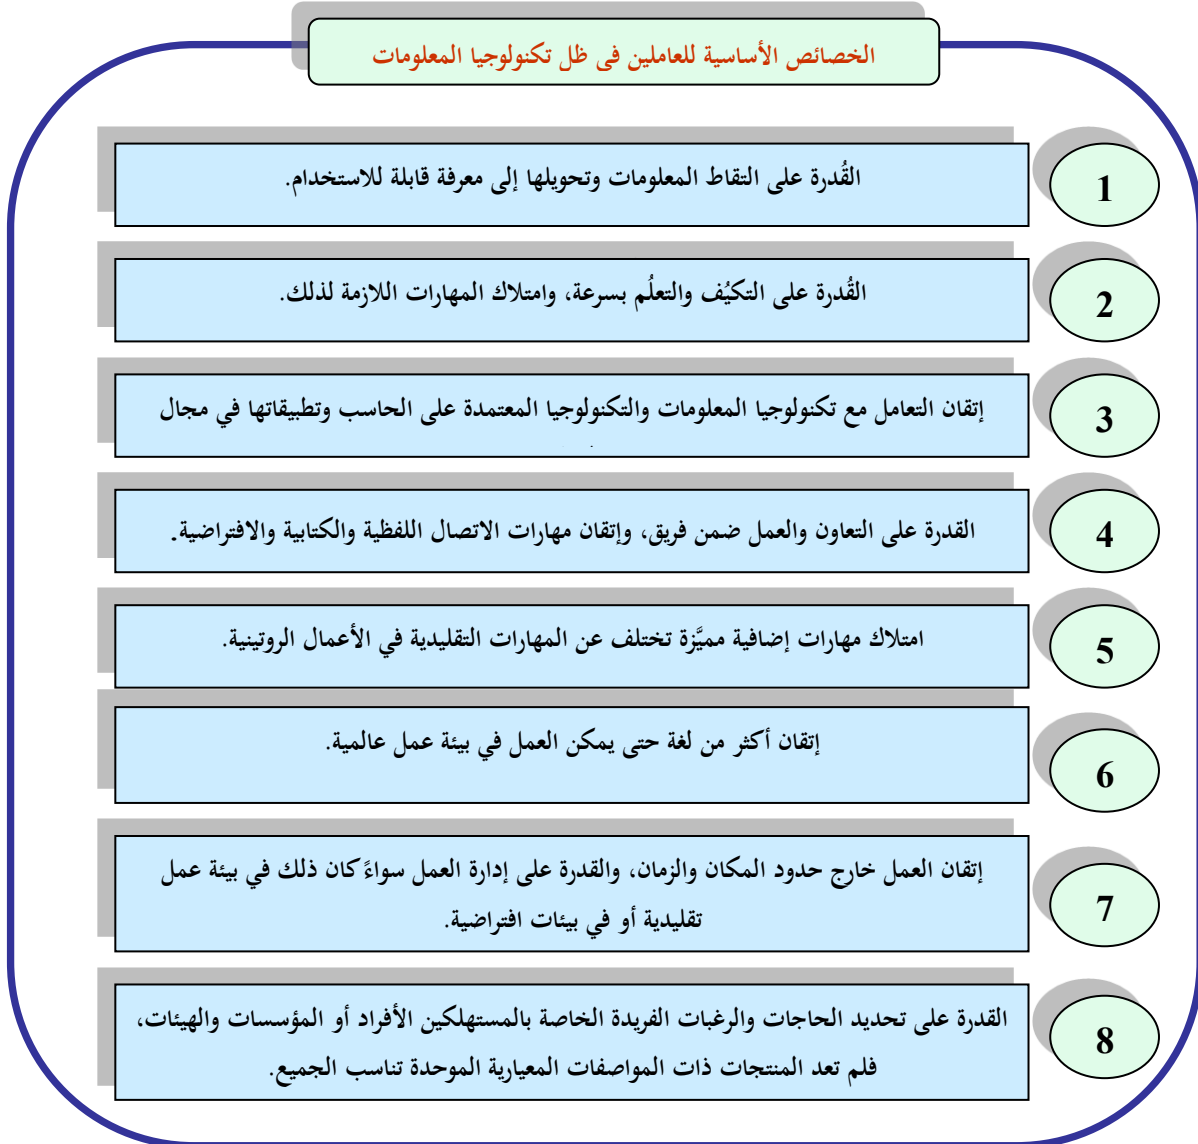 الخصائص الأساسية للعاملين فى ظل تكنولوجيا المعلومات
1
القُدرة على التقاط المعلومات وتحويلها إلى معرفة قابلة للاستخدام.
2
القُدرة على التكيُف والتعلُم بسرعة، وامتلاك المهارات اللازمة لذلك.
3
إتقان التعامل مع تكنولوجيا المعلومات والتكنولوجيا المعتمدة على الحاسب وتطبيقاتها في مجال
4
القدرة على التعاون والعمل ضمن فريق، وإتقان مهارات الاتصال اللفظية والكتابية والافتراضية.
5
امتلاك مهارات إضافية مميَّزة تختلف عن المهارات التقليدية في الأعمال الروتينية.
6
إتقان أكثر من لغة حتى يمكن العمل في بيئة عمل عالمية.
7
إتقان العمل خارج حدود المكان والزمان، والقدرة على إدارة العمل سواءً كان ذلك في بيئة عمل
تقليدية أو في بيئات افتراضية.
8
القدرة على تحديد الحاجات والرغبات الفريدة الخاصة بالمستهلكين الأفراد أو المؤسسات والهيئات،
فلم تعد المنتجات ذات المواصفات المعيارية الموحدة تناسب الجميع.